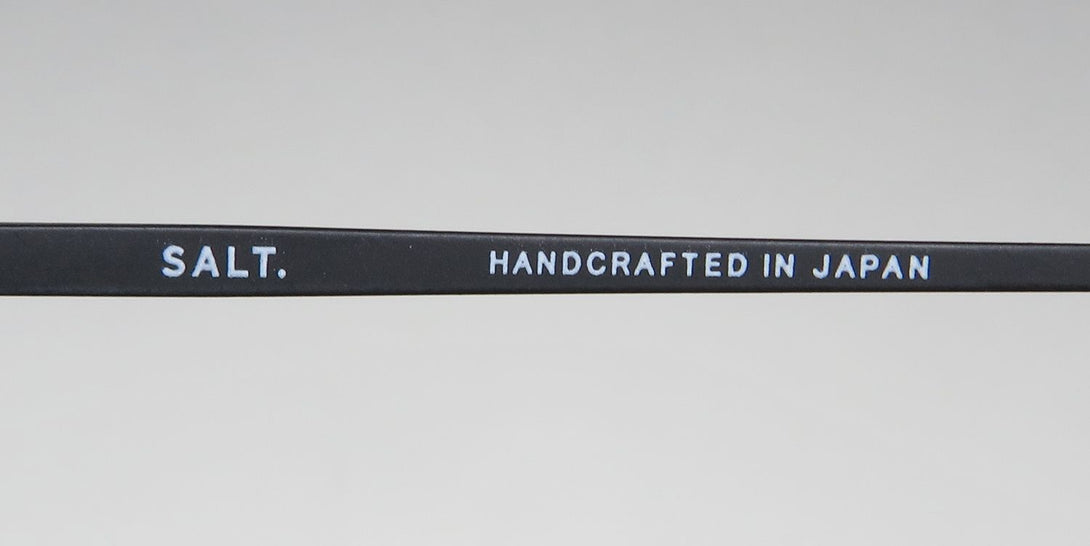 SALT. HANDCRAFTED IN JAPAN